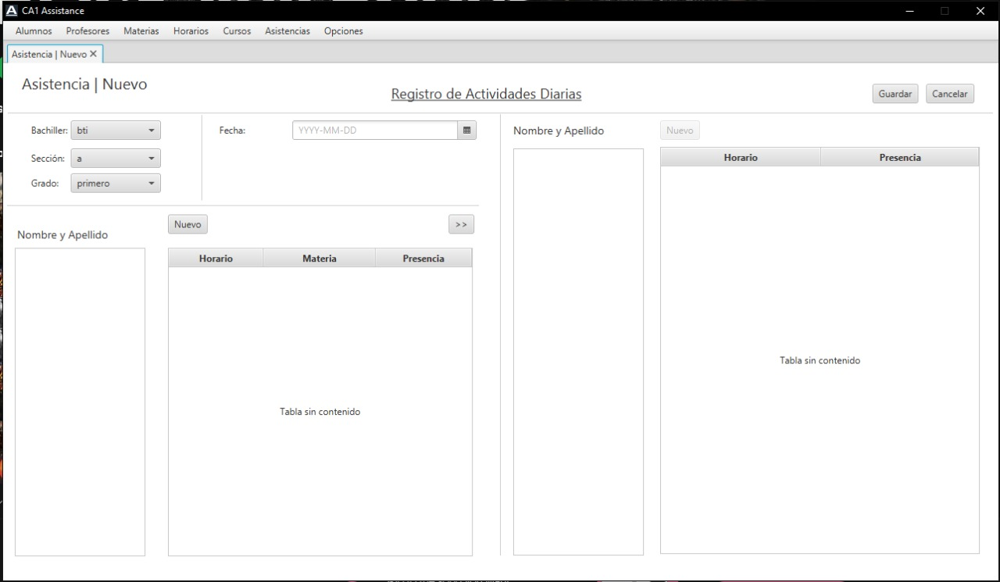 CA1 Assistance
Alumnos Profesores Materias Horarios Cursos Asistencias Opciones
Asistencia | Nuevo
Asistencia | Nuevo
Registro de Actividades Diarias
Guardar Cancelar
Bachiller: bti
Fecha: YYYY-MM-DD
Sección: a
Grado: primero
Nuevo >>
Nombre y Apellido
Horario Materia Presencia
Tabla sin contenido
Nombre y Apellido Nuevo
Horario Presencia
Tabla sin contenido